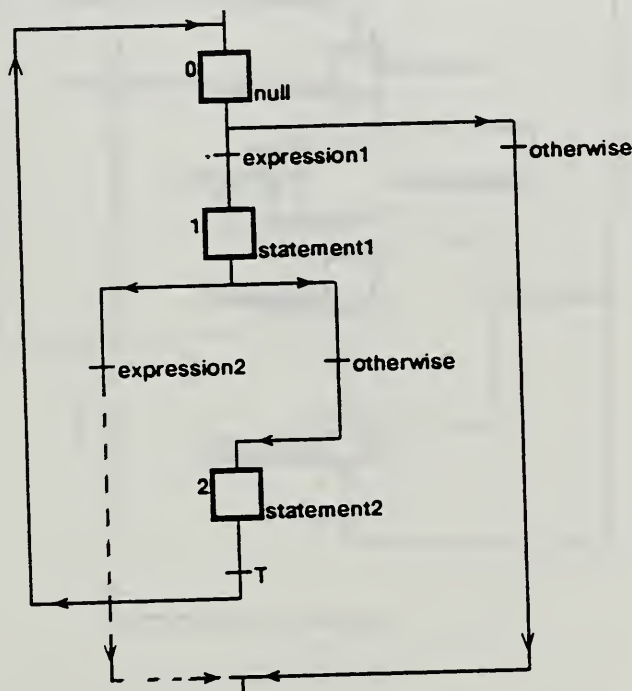 0
null
expression1
otherwise
1
statement1
expression2
otherwise
2
statement2
T